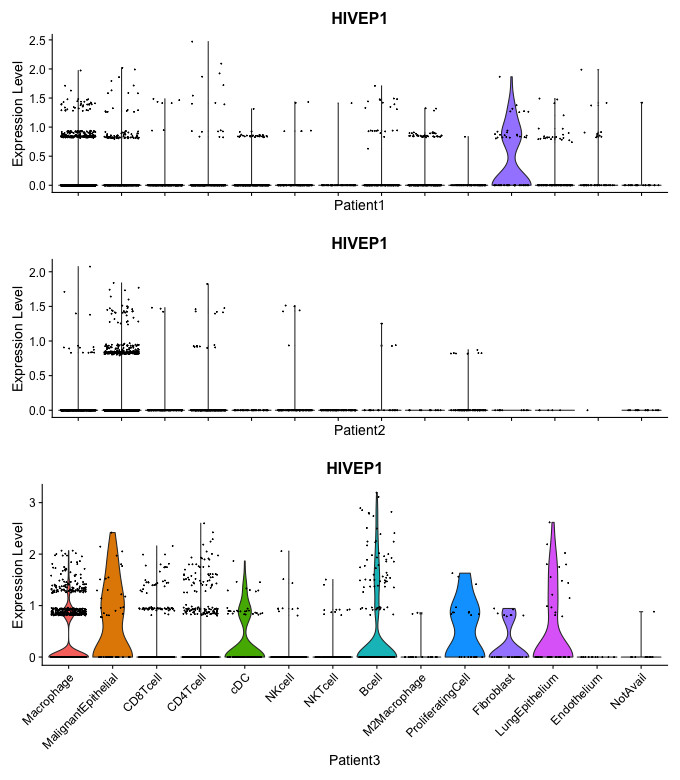 HIVEP1
Expression Level
2.5
2.0
1.5
1.0
0.5
0.0
Patient1
HIVEP1
Expression Level
2.0
1.5
1.0
0.5
0.0
Patient2
HIVEP1
Expression Level
3
2
1
0
Macrophage
MalignantEpithelial
CD8Tcell
CD4Tcell
cDC
NKcell
NKTcell
Bcell
M2Macrophage
ProliferatingCell
Fibroblast
LungEpithelium
Endothelium
NotAvail
Patient3